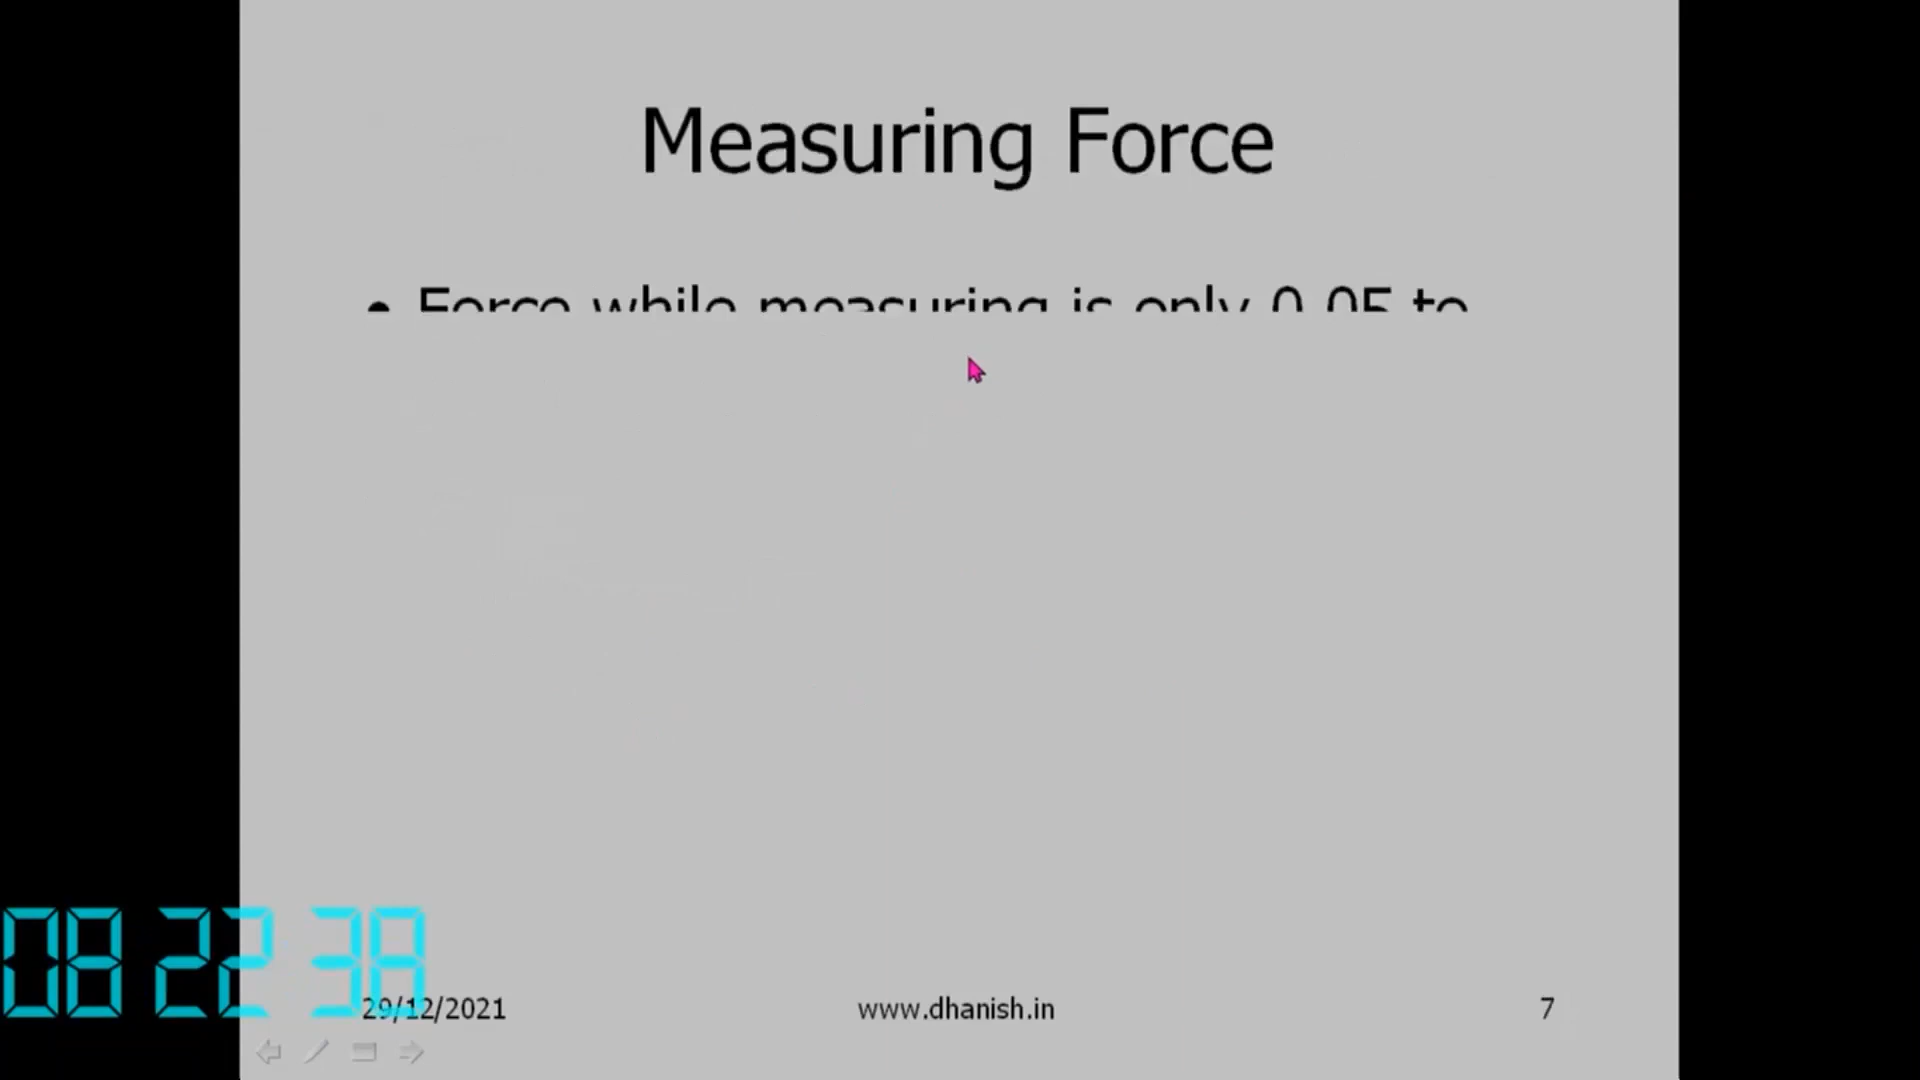 Measuring Force
• Force while measuring is only 0.05 to
08 22 38
29/12/2021
www.dhanish.in
7